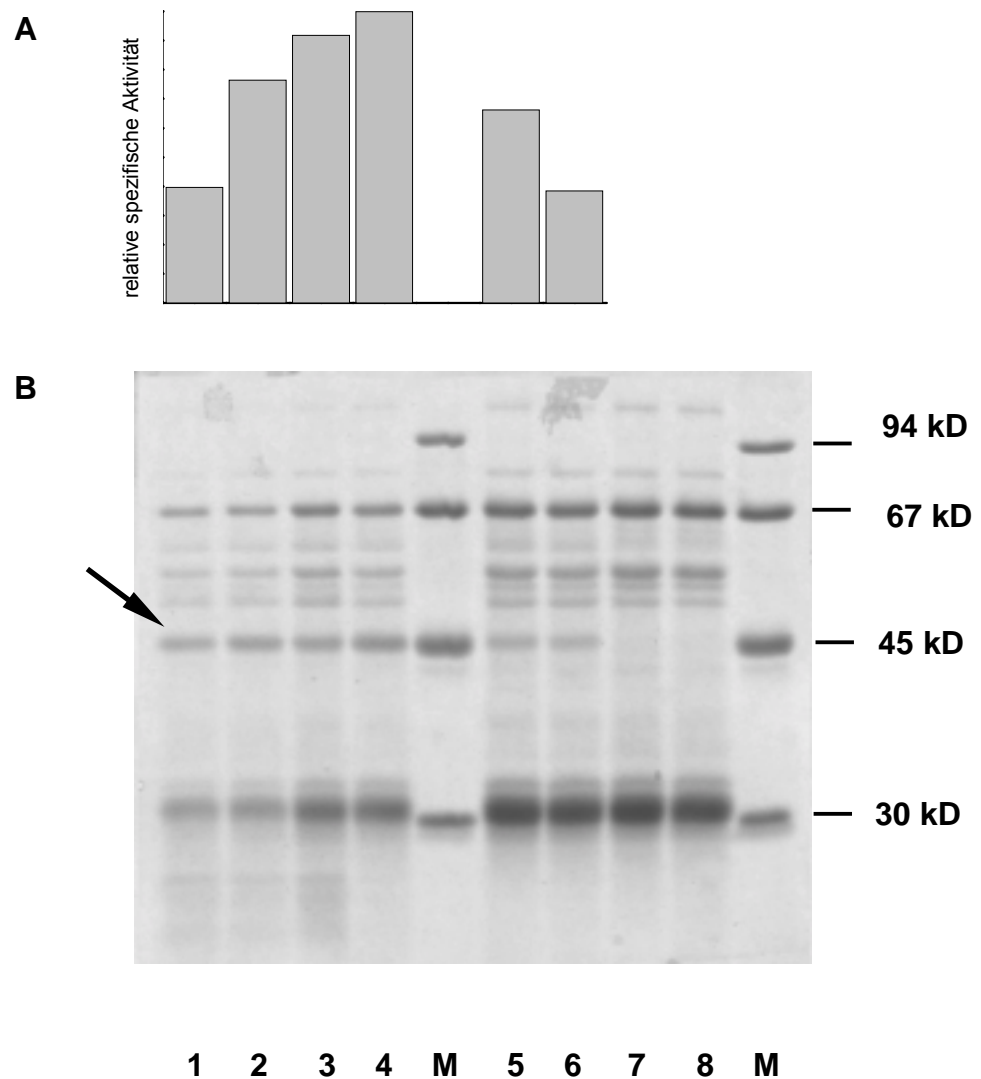 A
relative spezifische Aktivität
B
94 kD
67 kD
45 kD
30 kD
1 2 3 4 M 5 6 7 8 M